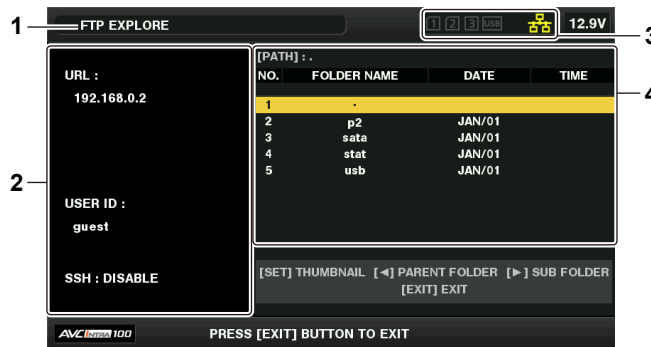 1
FTP EXPLORE
1 2 3 USB
12.9V
3
[PATH] : .
URL :
192.168.0.2
NO. FOLDER NAME DATE TIME
4
1 .
2 p2 JAN/01
3 sata JAN/01
4 stat JAN/01
5 usb JAN/01
2
USER ID :
guest
SSH : DISABLE
[SET] THUMBNAIL [◄] PARENT FOLDER [►] SUB FOLDER
[EXIT] EXIT
AVC INTRA 100
PRESS [EXIT] BUTTON TO EXIT